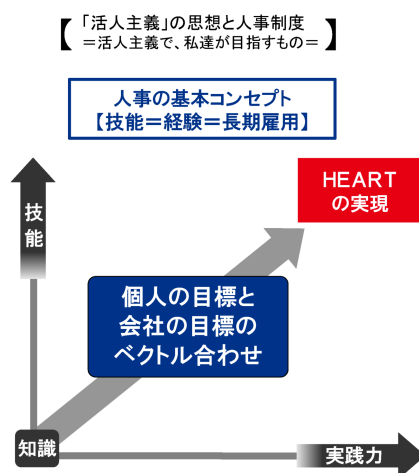 「活人主義」の思想と人事制度
＝活人主義で、私達が目指すもの＝
人事の基本コンセプト
【技能＝経験＝長期雇用】
HEART
の実現
技能
個人の目標と
会社の目標の
ベクトル合わせ
知識
実践力